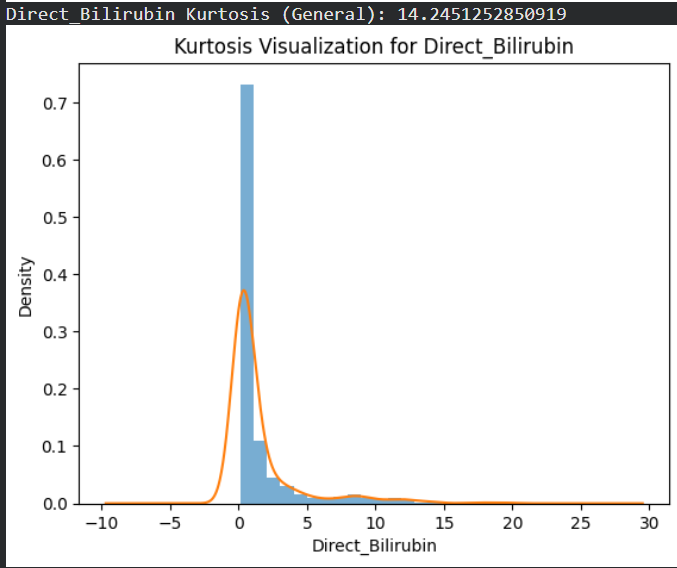 Direct_Bilirubin Kurtosis (General): 14.2451252850919
Kurtosis Visualization for Direct_Bilirubin
0.7
0.6
0.5
0.4
0.3
0.2
0.1
0.0
Density
−10 −5 0 5 10 15 20 25 30
Direct_Bilirubin